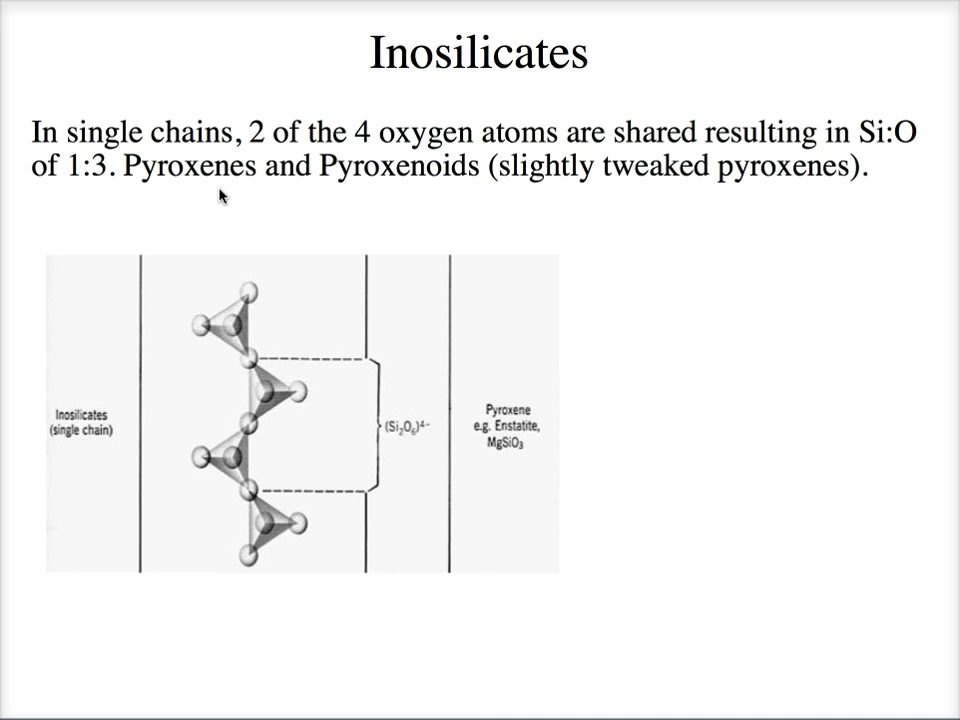 Inosilicates
In single chains, 2 of the 4 oxygen atoms are shared resulting in Si:O
of 1:3. Pyroxenes and Pyroxenoids (slightly tweaked pyroxenes).
Inosilicates
(single chain)
(Si₂O₆)⁴⁻
Pyroxene
e.g. Enstatite,
MgSiO₃